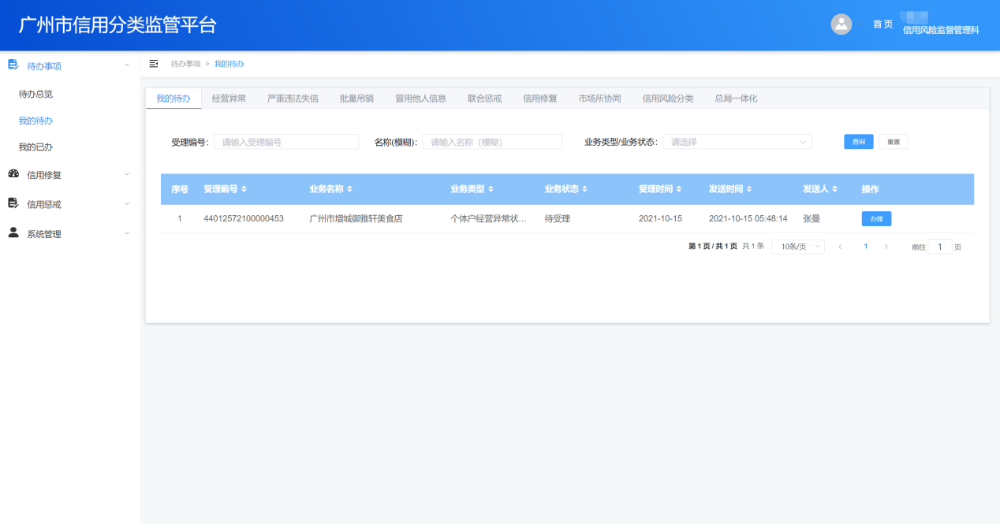 广州市信用分类监管平台
首页
信用风险监督管理科
待办事项
待办总览
我的待办
我的已办
信用修复
信用惩戒
系统管理
待办事项 > 我的待办
我的待办 经营异常 严重违法失信 批量吊销 冒用他人信息 联合惩戒 信用修复 市场所协同 信用风险分类 总局一体化
受理编号： 请输入受理编号 名称(模糊)： 请输入名称（模糊） 业务类型/业务状态： 请选择 查询 重置
序号 受理编号 业务名称 业务类型 业务状态 受理时间 发送时间 发送人 操作
1 44012572100000453 广州市增城御雅轩美食店 个体户经营异常状... 待受理 2021-10-15 2021-10-15 05:48:14 张曼 办理
第 1 页 / 共 1 页 共 1 条 10条/页 < 1 > 前往 1 页